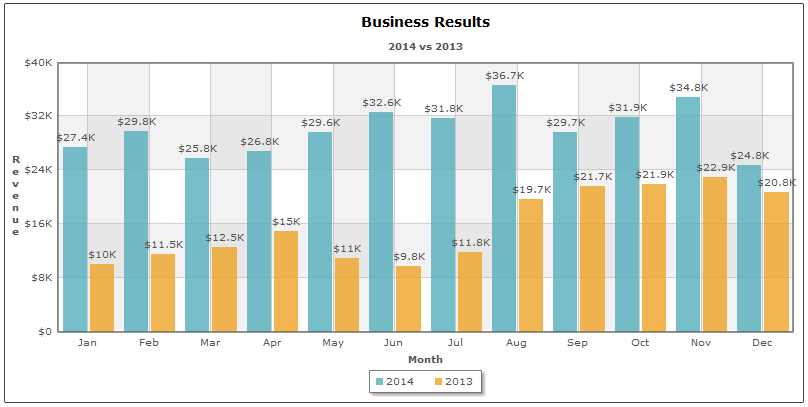 Business Results
2014 vs 2013
$40K
$32K
$24K
$16K
$8K
$0
Revenue
$27.4K
$29.8K
$25.8K
$26.8K
$29.6K
$32.6K
$31.8K
$36.7K
$29.7K
$31.9K
$34.8K
$24.8K
$10K
$11.5K
$12.5K
$15K
$11K
$9.8K
$11.8K
$19.7K
$21.7K
$21.9K
$22.9K
$20.8K
Jan Feb Mar Apr May Jun Jul Aug Sep Oct Nov Dec
Month
2014 2013